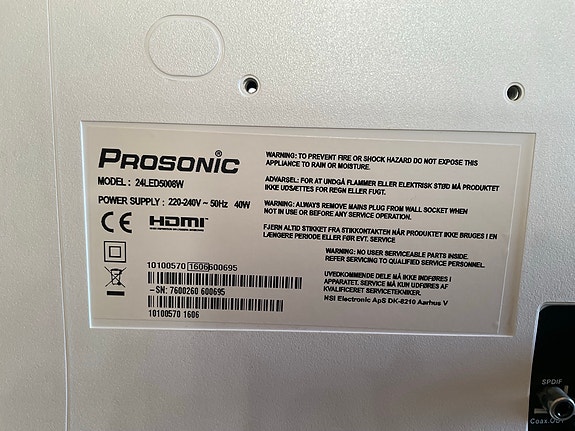 PROSONIC®
MODEL : 24LED5008W
POWER SUPPLY : 220-240V ~ 50Hz 40W
CE HDMI
10100570 1606600695
-SN: 7600260 600695
10100570 1606
WARNING: TO PREVENT FIRE OR SHOCK HAZARD DO NOT EXPOSE THIS
APPLIANCE TO RAIN OR MOISTURE.
ADVARSEL: FOR AT UNDGÅ FLAMMER ELLER ELEKTRISK STØD MÅ PRODUKTET
IKKE UDSÆTTES FOR REGN ELLER FUGT.
WARNING: ALWAYS REMOVE MAINS PLUG FROM WALL SOCKET WHEN
NOT IN USE OR BEFORE ANY SERVICE OPERATION.
FJERN ALTID STIKKET FRA STIKKONTAKTEN NÅR PRODUKTET IKKE BRUGES I EN
LÆNGERE PERIODE ELLER FØR EVT. SERVICE
WARNING: NO USER SERVICEABLE PARTS INSIDE.
REFER SERVICING TO QUALIFIED SERVICE PERSONNEL.
UVEDKOMMENDE DELE MÅ IKKE INDFØRES I
APPARATET. SERVICE MÅ KUN UDFØRES AF
KVALIFICERET SERVICETEKNIKER.
NSI Electronic ApS DK-8210 Aarhus V
SPDIF
Coax.OUT